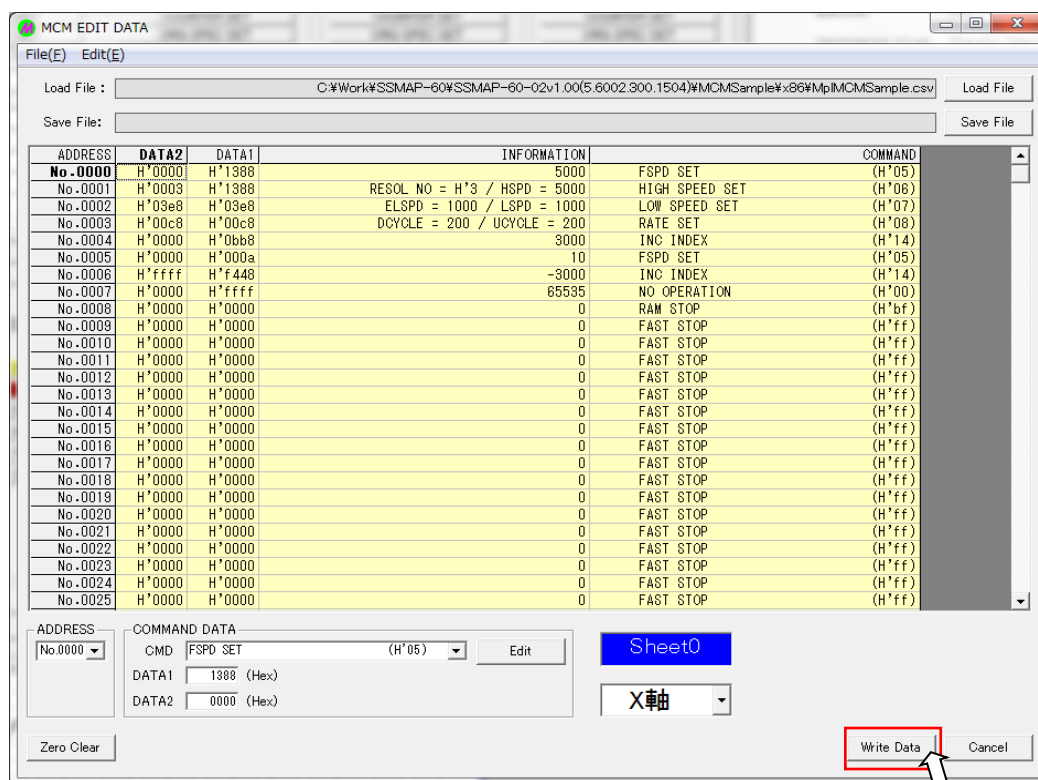 MCM EDIT DATA
File(F) Edit(E)
Load File : C:¥Work¥SSMAP-60¥SSMAP-60-02v1.00(5.6002.300.1504)¥MCMSample¥x86¥MplMCMSample.csv Load File
Save File: Save File
ADDRESS DATA2 DATA1 INFORMATION COMMAND
No.0000 H'0000 H'1388 5000 FSPD SET (H'05)
No.0001 H'0003 H'1388 RESOL NO = H'3 / HSPD = 5000 HIGH SPEED SET (H'06)
No.0002 H'03e8 H'03e8 ELSPD = 1000 / LSPD = 1000 LOW SPEED SET (H'07)
No.0003 H'00c8 H'00c8 DCYCLE = 200 / UCYCLE = 200 RATE SET (H'08)
No.0004 H'0000 H'0bb8 3000 INC INDEX (H'14)
No.0005 H'0000 H'000a 10 FSPD SET (H'05)
No.0006 H'ffff H'f448 -3000 INC INDEX (H'14)
No.0007 H'0000 H'ffff 65535 NO OPERATION (H'00)
No.0008 H'0000 H'0000 0 RAM STOP (H'bf)
No.0009 H'0000 H'0000 0 FAST STOP (H'ff)
No.0010 H'0000 H'0000 0 FAST STOP (H'ff)
No.0011 H'0000 H'0000 0 FAST STOP (H'ff)
No.0012 H'0000 H'0000 0 FAST STOP (H'ff)
No.0013 H'0000 H'0000 0 FAST STOP (H'ff)
No.0014 H'0000 H'0000 0 FAST STOP (H'ff)
No.0015 H'0000 H'0000 0 FAST STOP (H'ff)
No.0016 H'0000 H'0000 0 FAST STOP (H'ff)
No.0017 H'0000 H'0000 0 FAST STOP (H'ff)
No.0018 H'0000 H'0000 0 FAST STOP (H'ff)
No.0019 H'0000 H'0000 0 FAST STOP (H'ff)
No.0020 H'0000 H'0000 0 FAST STOP (H'ff)
No.0021 H'0000 H'0000 0 FAST STOP (H'ff)
No.0022 H'0000 H'0000 0 FAST STOP (H'ff)
No.0023 H'0000 H'0000 0 FAST STOP (H'ff)
No.0024 H'0000 H'0000 0 FAST STOP (H'ff)
No.0025 H'0000 H'0000 0 FAST STOP (H'ff)
ADDRESS COMMAND DATA
No.0000 CMD FSPD SET (H'05) Edit Sheet0
DATA1 1388 (Hex)
DATA2 0000 (Hex) X軸
Zero Clear Write Data Cancel